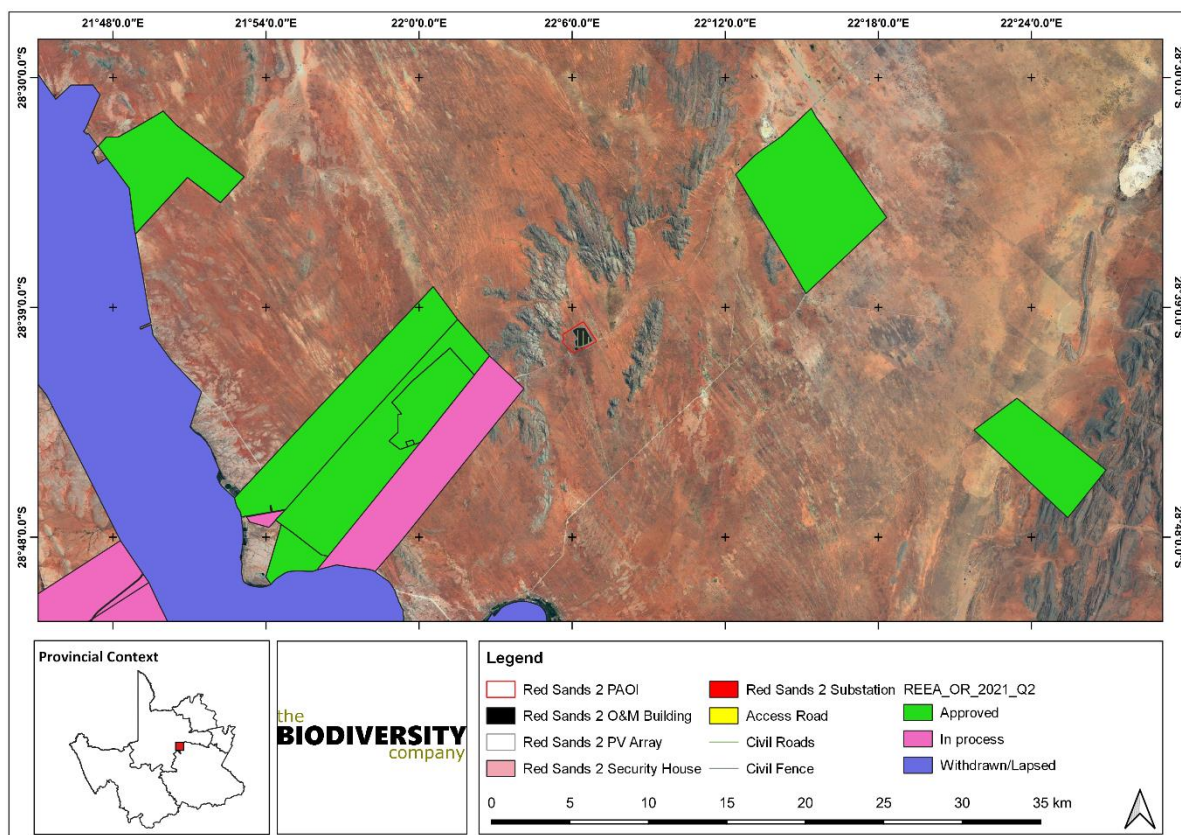 21°48'0.0"E 21°54'0.0"E 22°0'0.0"E 22°6'0.0"E 22°12'0.0"E 22°18'0.0"E 22°24'0.0"E
28°30'0.0"S 28°30'0.0"S
28°39'0.0"S 28°39'0.0"S
28°48'0.0"S 28°48'0.0"S
Provincial Context
the
BIODIVERSITY
company
Legend
Red Sands 2 PAOI
Red Sands 2 O&M Building
Red Sands 2 PV Array
Red Sands 2 Security House
Red Sands 2 Substation
Access Road
Civil Roads
Civil Fence
REEA_OR_2021_Q2
Approved
In process
Withdrawn/Lapsed
0 5 10 15 20 25 30 35 km